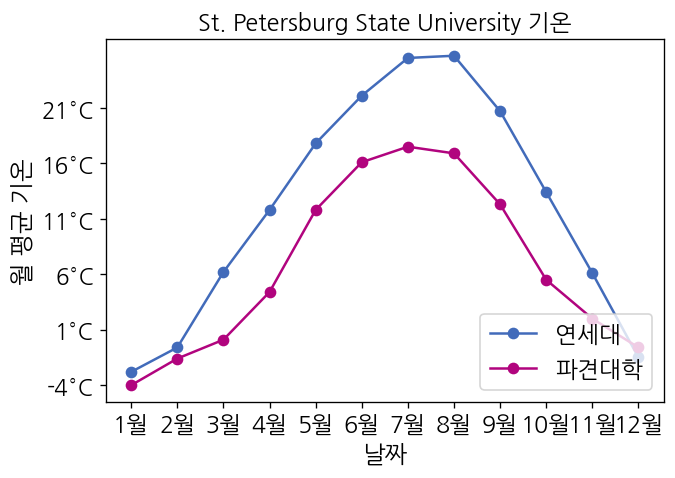 St. Petersburg State University 기온
월 평균 기온
21˚C
16˚C
11˚C
6˚C
1˚C
-4˚C
연세대
파견대학
1월 2월 3월 4월 5월 6월 7월 8월 9월 10월 11월 12월
날짜